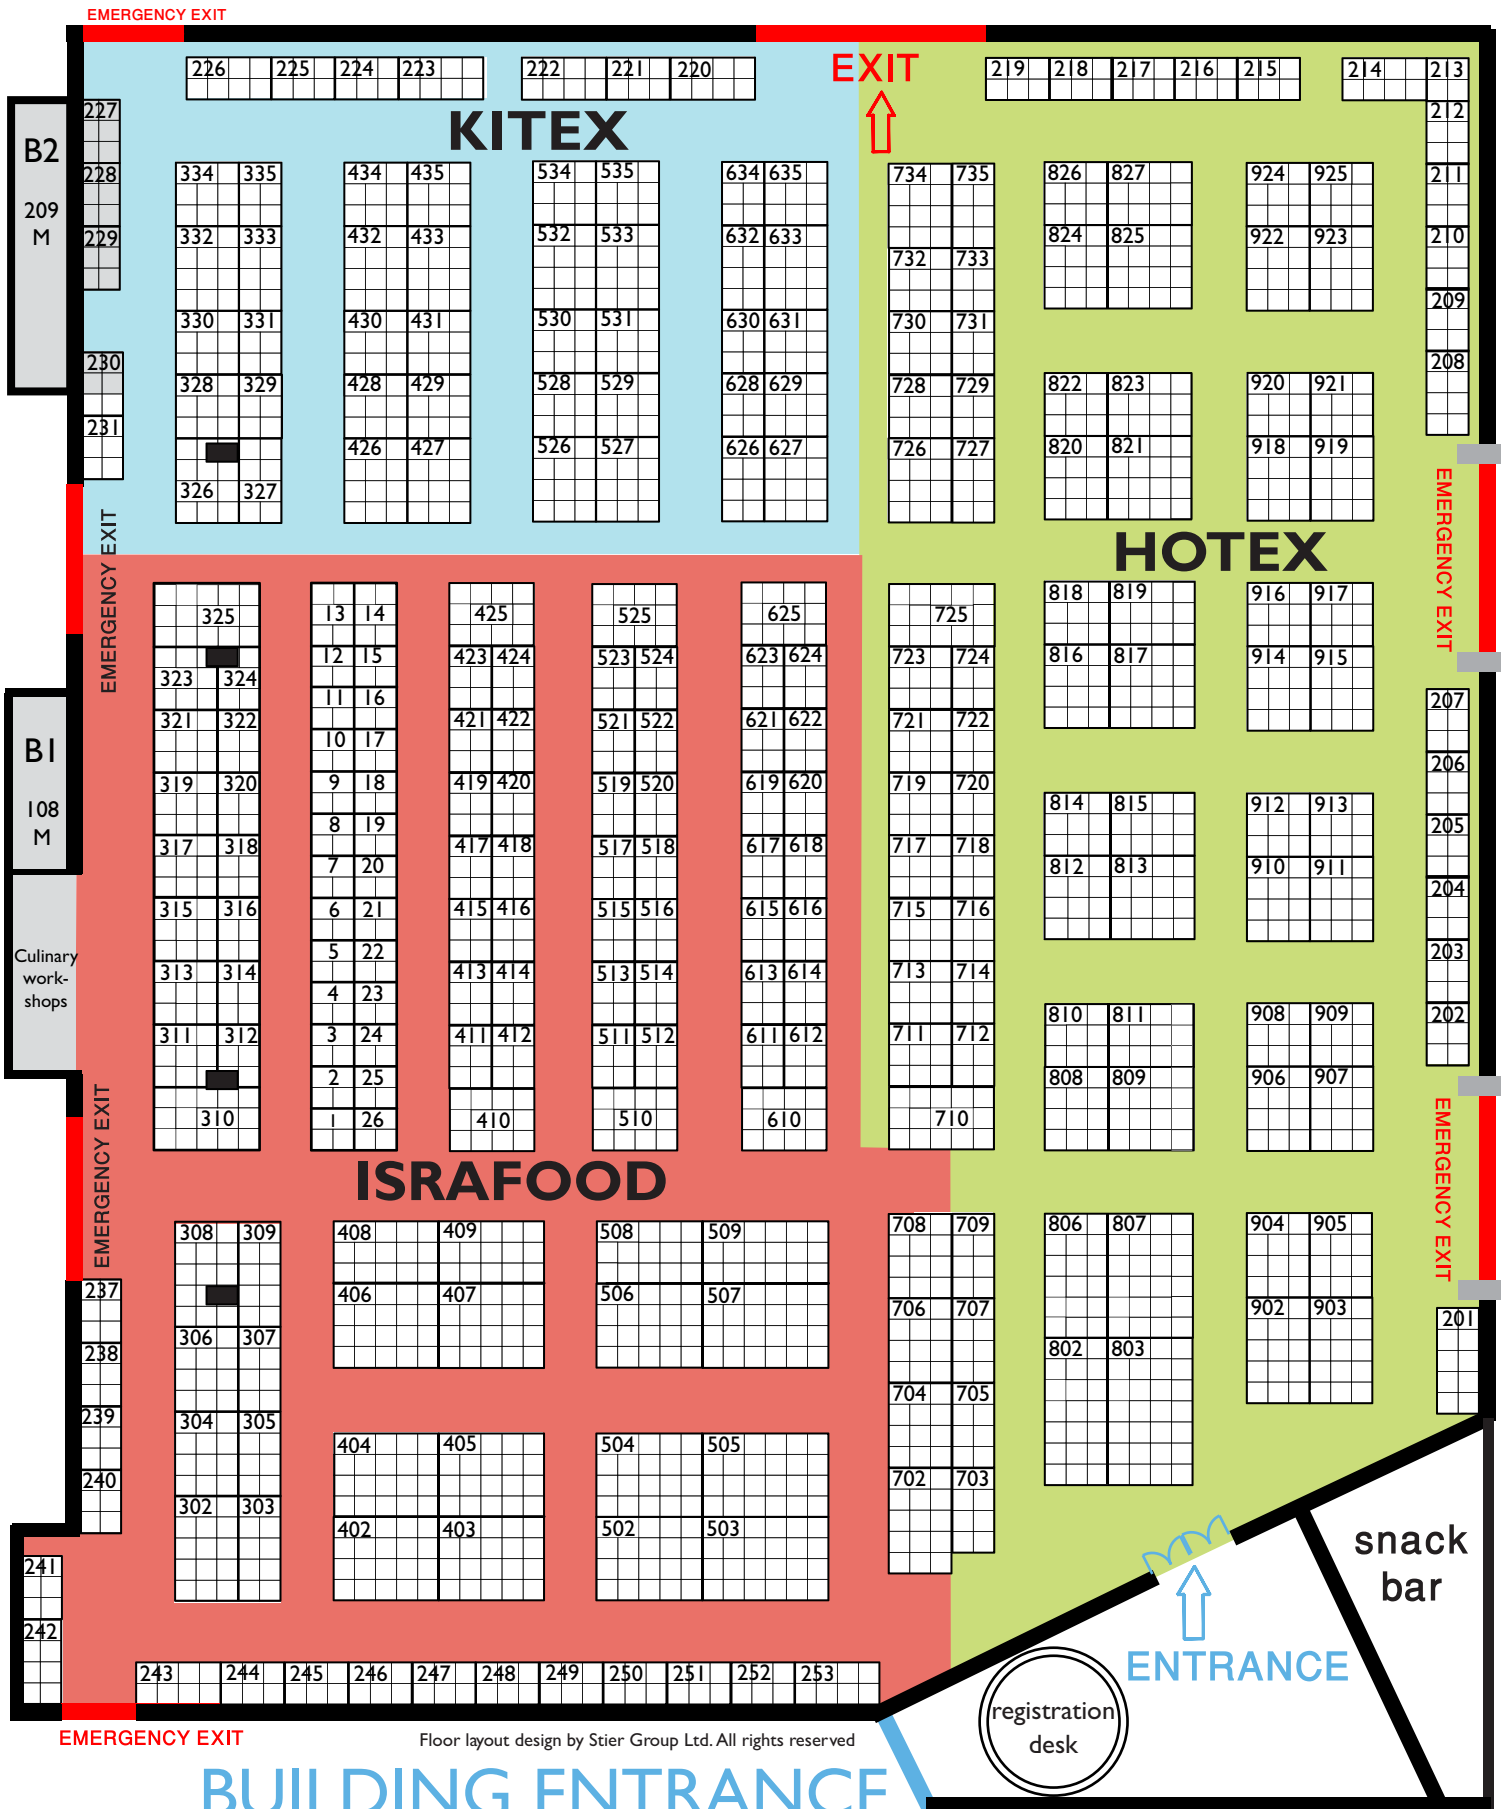 EMERGENCY EXIT
EXIT
226 225 224 223 222 221 220 219 218 217 216 215 214 213
KITEX
227 212
B2
228 334 335 434 435 534 535 634 635 734 735 826 827 924 925 211
209
M
229 332 333 432 433 532 533 632 633 824 825 922 923 210
732 733
209
330 331 430 431 530 531 630 631 730 731
230 208
328 329 428 429 528 529 628 629 728 729 822 823 920 921
231
426 427 526 527 626 627 726 727 820 821 918 919
326 327
EMERGENCY EXIT
EMERGENCY EXIT
HOTEX
818 819 916 917
325 13 14 425 525 625 725
12 15 423 424 523 524 623 624 723 724 816 817 914 915
323 324
11 16
207
321 322 421 422 521 522 621 622 721 722
B1
10 17
206
319 320 9 18 419 420 519 520 619 620 719 720
108
M
814 815 912 913
8 19
205
317 318 417 418 517 518 617 618 717 718
7 20 812 813 910 911
204
315 316 6 21 415 416 515 516 615 616 715 716
Culinary
work-
shops
5 22
203
313 314 413 414 513 514 613 614 713 714
4 23
810 811 908 909 202
311 312 3 24 411 412 511 512 611 612 711 712
2 25 808 809 906 907
310 1 26 410 510 610 710
EMERGENCY EXIT
EMERGENCY EXIT
ISRAFOOD
308 309 408 409 508 509 708 709 806 807 904 905
237 406 407 506 507
706 707 902 903
201
306 307
238 802 803
704 705
239 304 305
404 405 504 505
240
702 703
302 303
402 403 502 503
241
snack
bar
242
243 244 245 246 247 248 249 250 251 252 253
ENTRANCE
registration
desk
EMERGENCY EXIT
Floor layout design by Stier Group Ltd. All rights reserved
BUILDING ENTRANCE